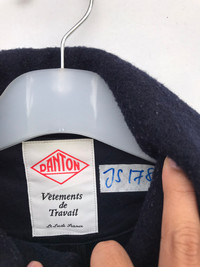 DANTON
Vêtements
de
Travail
JS 178